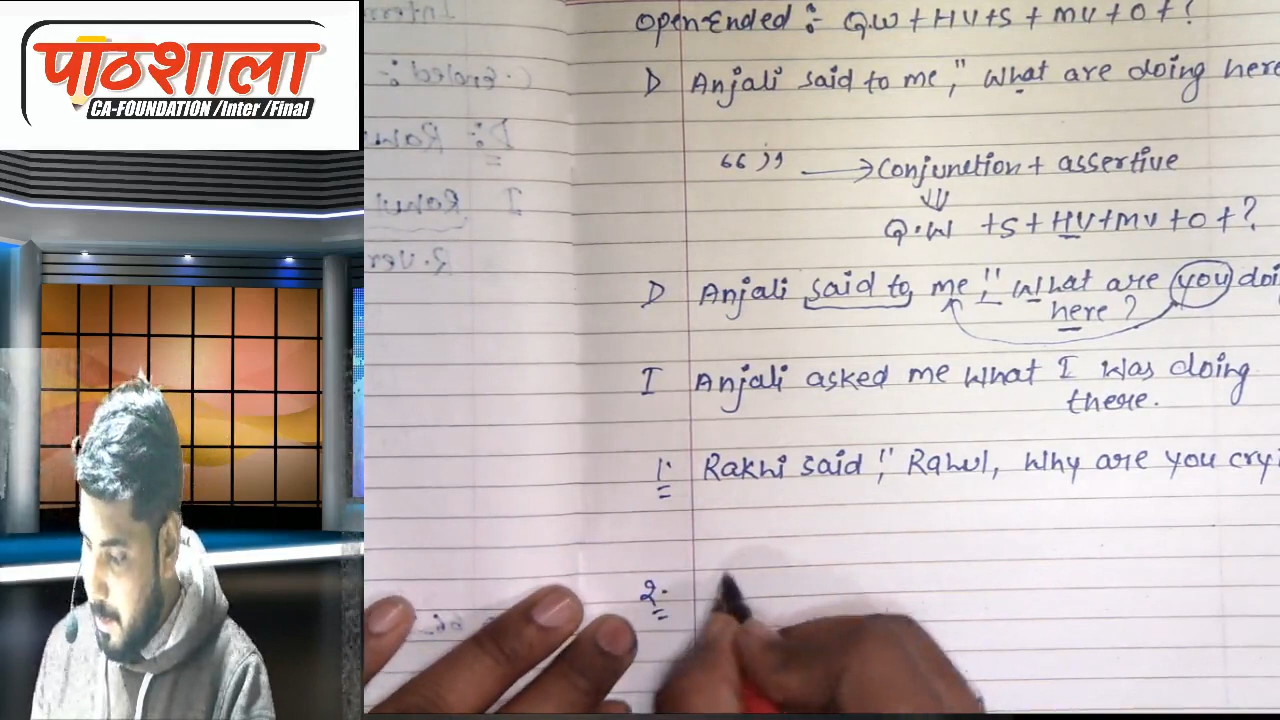 पाठशाला
CA-FOUNDATION /Inter /Final
Open-Ended :- Q.W + HV + S + MV + O + ?
D Anjali said to me, " What are doing here
" " → Conjunction + assertive
Q.W + S + HV + MV + O + ?
D Anjali said to me ," What are you doi
here ?
I Anjali asked me what I was doing
there.
1. Rakhi said ," Rahul, Why are you cryi
2.